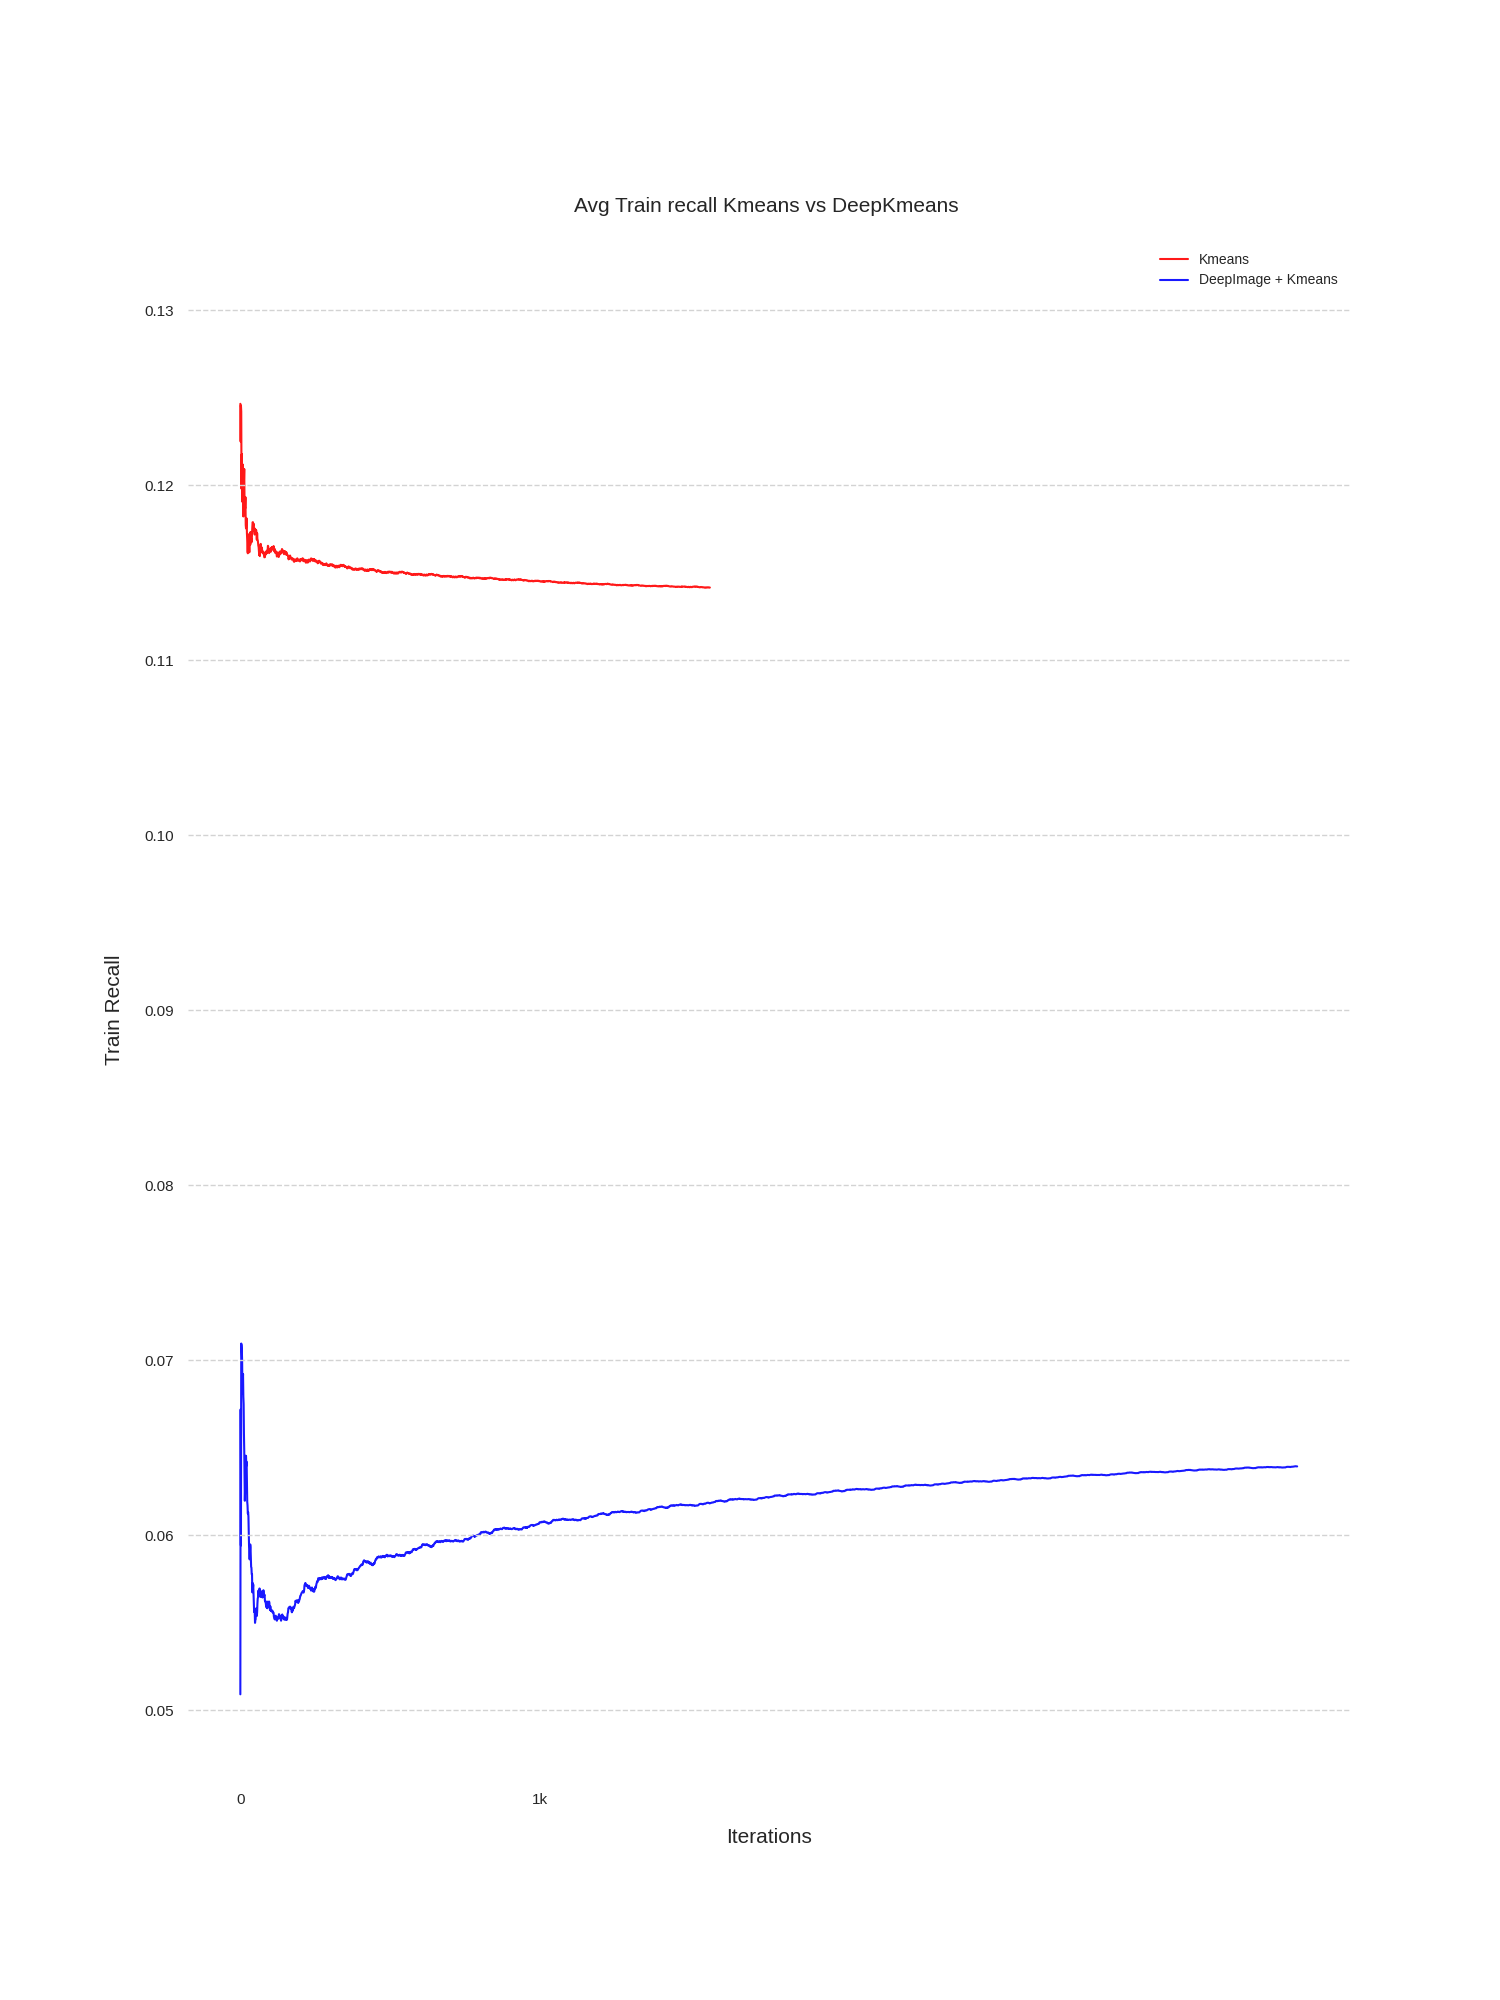 Avg Train recall Kmeans vs DeepKmeans
Kmeans
DeepImage + Kmeans
0.13
0.12
0.11
0.10
0.09
0.08
0.07
0.06
0.05
Train Recall
0
1k
Iterations